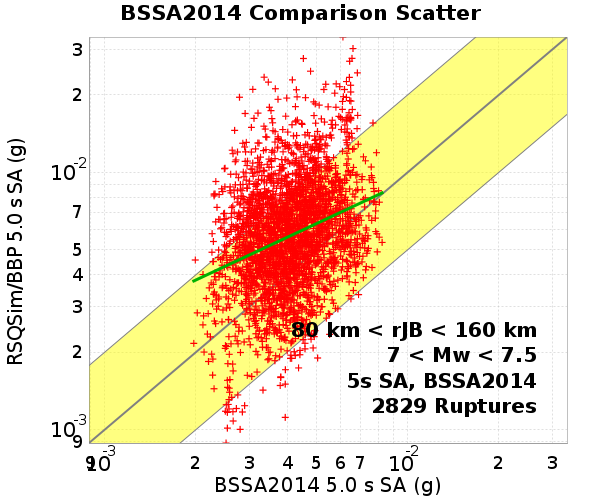 BSSA2014 Comparison Scatter
RSQSim/BBP 5.0 s SA (g)
3
2
10-2
7
5
4
3
2
10-3
9
80 km < rJB < 160 km
7 < Mw < 7.5
5s SA, BSSA2014
2829 Ruptures
9 10-3 2 3 4 5 6 7 10-2 2 3
BSSA2014 5.0 s SA (g)